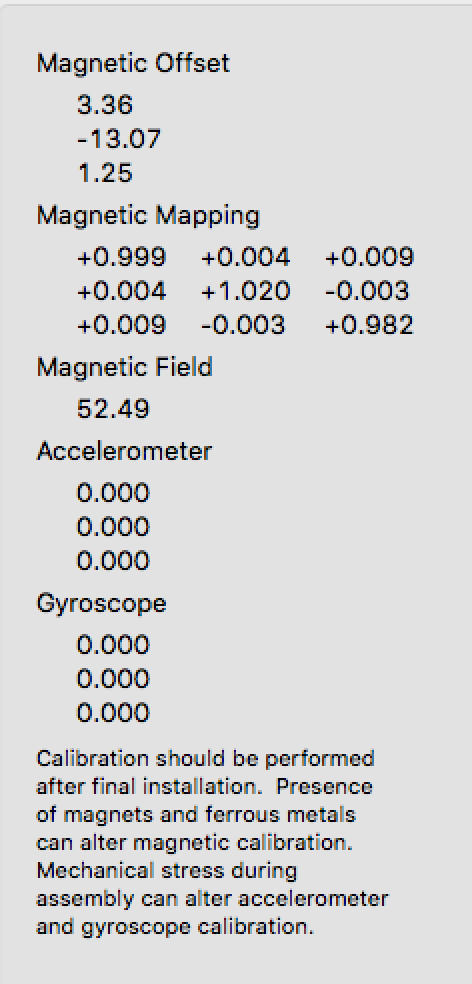 Magnetic Offset
3.36
-13.07
1.25
Magnetic Mapping
+0.999 +0.004 +0.009
+0.004 +1.020 -0.003
+0.009 -0.003 +0.982
Magnetic Field
52.49
Accelerometer
0.000
0.000
0.000
Gyroscope
0.000
0.000
0.000
Calibration should be performed
after final installation.  Presence
of magnets and ferrous metals
can alter magnetic calibration.
Mechanical stress during
assembly can alter accelerometer
and gyroscope calibration.